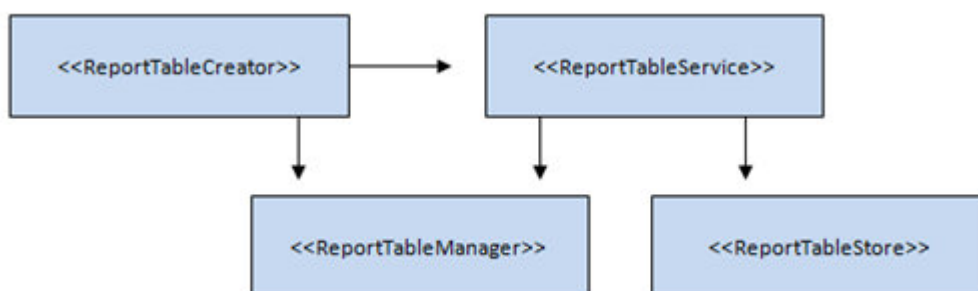 <<ReportTableCreator>>
<<ReportTableService>>
<<ReportTableManager>>
<<ReportTableStore>>